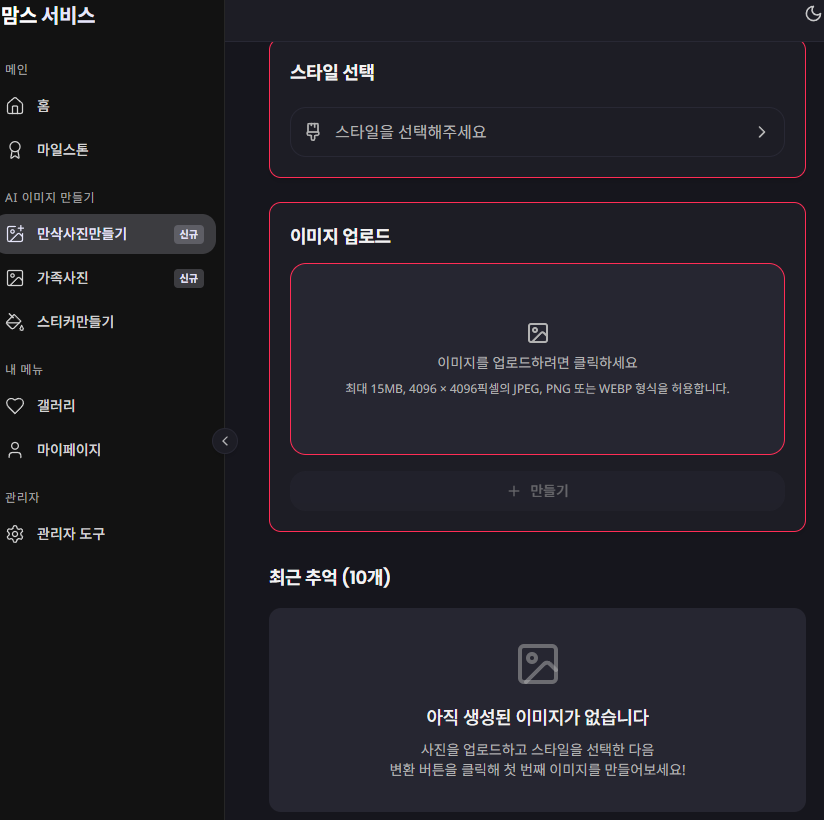 맘스 서비스
메인
홈
마일스톤
AI 이미지 만들기
만삭사진만들기 신규
가족사진 신규
스티커만들기
내 메뉴
갤러리
마이페이지
관리자
관리자 도구
스타일 선택
스타일을 선택해주세요
이미지 업로드
이미지를 업로드하려면 클릭하세요
최대 15MB, 4096 × 4096픽셀의 JPEG, PNG 또는 WEBP 형식을 허용합니다.
+ 만들기
최근 추억 (10개)
아직 생성된 이미지가 없습니다
사진을 업로드하고 스타일을 선택한 다음
변환 버튼을 클릭해 첫 번째 이미지를 만들어보세요!